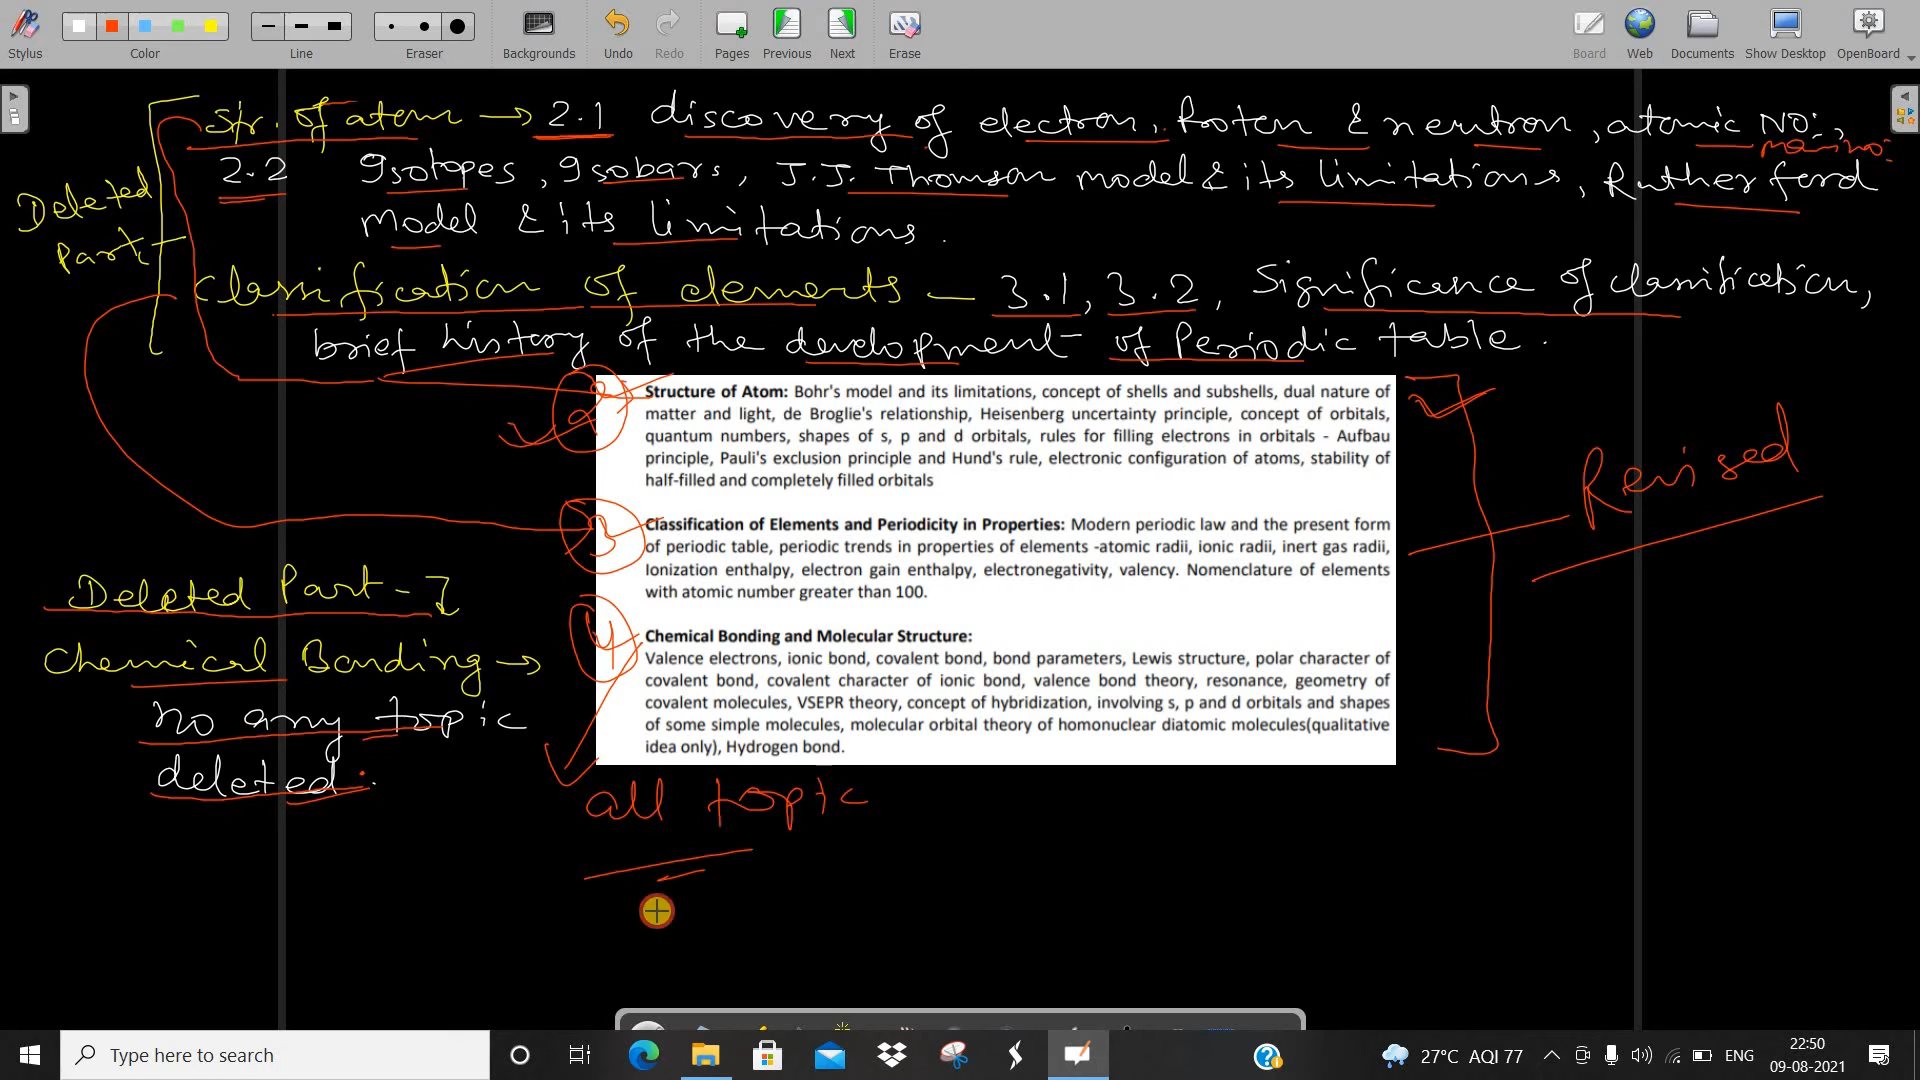 Stylus
Color
Line
Eraser
Backgrounds
Undo
Redo
Pages
Previous
Next
Erase
Board
Web
Documents
Show Desktop
OpenBoard
Str. of atom → 2.1 discovery of electron, Proton & neutron, atomic NO.,
mass no.
2.2 Isotopes, Isobars, J.J. Thomson model & its limitations, Rutherford
Model & its limitations.
Deleted
Part
Classification of elements – 3.1, 3.2, Significance of classification,
brief history of the development of Periodic table.
2
Structure of Atom: Bohr's model and its limitations, concept of shells and subshells, dual nature of
matter and light, de Broglie's relationship, Heisenberg uncertainty principle, concept of orbitals,
quantum numbers, shapes of s, p and d orbitals, rules for filling electrons in orbitals - Aufbau
principle, Pauli's exclusion principle and Hund's rule, electronic configuration of atoms, stability of
half-filled and completely filled orbitals
3
Classification of Elements and Periodicity in Properties: Modern periodic law and the present form
of periodic table, periodic trends in properties of elements -atomic radii, ionic radii, inert gas radii,
Ionization enthalpy, electron gain enthalpy, electronegativity, valency. Nomenclature of elements
with atomic number greater than 100.
4
Chemical Bonding and Molecular Structure:
Valence electrons, ionic bond, covalent bond, bond parameters, Lewis structure, polar character of
covalent bond, covalent character of ionic bond, valence bond theory, resonance, geometry of
covalent molecules, VSEPR theory, concept of hybridization, involving s, p and d orbitals and shapes
of some simple molecules, molecular orbital theory of homonuclear diatomic molecules(qualitative
idea only), Hydrogen bond.
Revised
Deleted Part - I
Chemical Bonding →
no any topic
deleted.
all topic
Type here to search
27°C AQI 77
ENG
22:50
09-08-2021